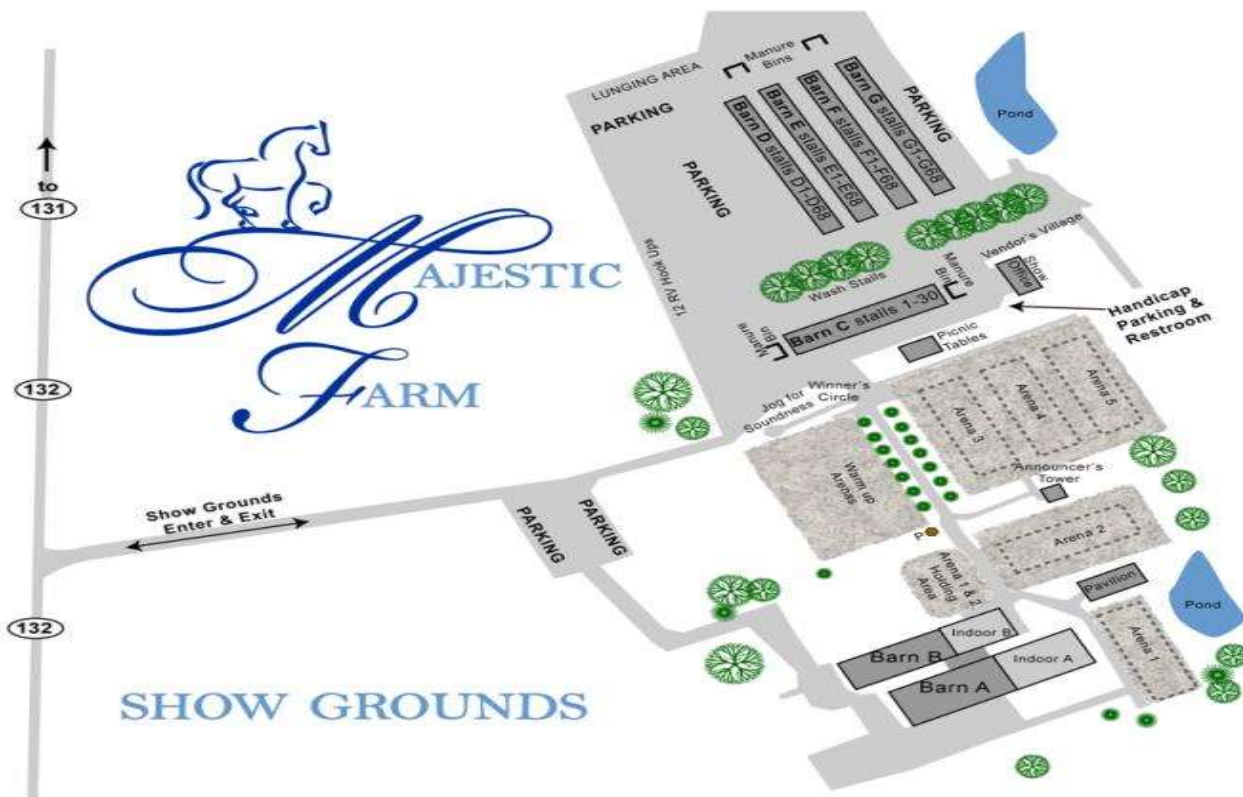 to
131
132
132
MAJESTIC
FARM
SHOW GROUNDS
Show Grounds
Enter & Exit
PARKING
PARKING
LUNGING AREA
PARKING
PARKING
Manure
Bins
Barn D stalls D1-D68
Barn E stalls E1-E68
Barn F stalls F1-F68
Barn G stalls G1-G68
PARKING
Pond
12 RV Hook Ups
Wash Stalls
Vendor's Village
Manure
Bin
Show
Office
Barn C stalls 1-30
Manure
Bin
Picnic
Tables
Handicap
Parking &
Restroom
Jog for
Soundness
Winner's
Circle
Warm up
Arenas
Arena 3
Arena 4
Arena 5
Announcer's
Tower
P
Arena 2
Arena 1 & 2
Holding
Area
Pavilion
Pond
Arena 1
Barn B
Indoor B
Barn A
Indoor A